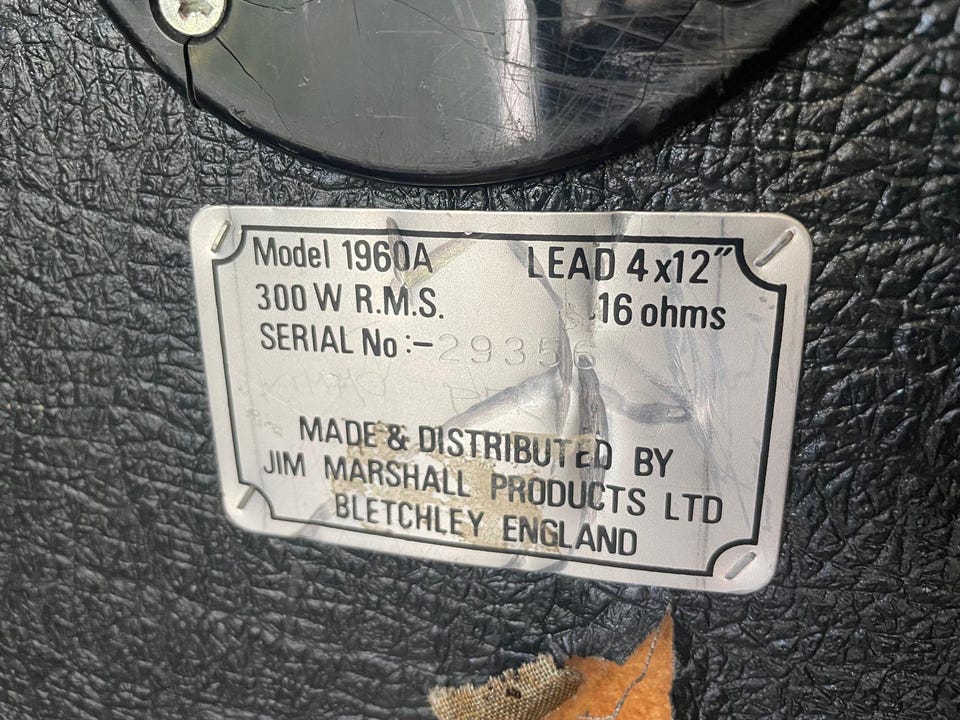 Model 1960A LEAD 4x12"
300 W R.M.S. 16 ohms
SERIAL No :- 29356
MADE & DISTRIBUTED BY
JIM MARSHALL PRODUCTS LTD
BLETCHLEY ENGLAND